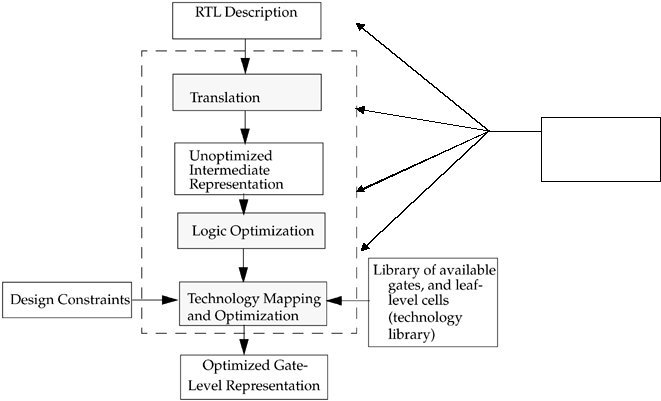 RTL Description
Translation
Unoptimized
Intermediate
Representation
Logic Optimization
Design Constraints
Technology Mapping
and Optimization
Library of available
gates, and leaf-
level cells
(technology
library)
Optimized Gate-
Level Representation